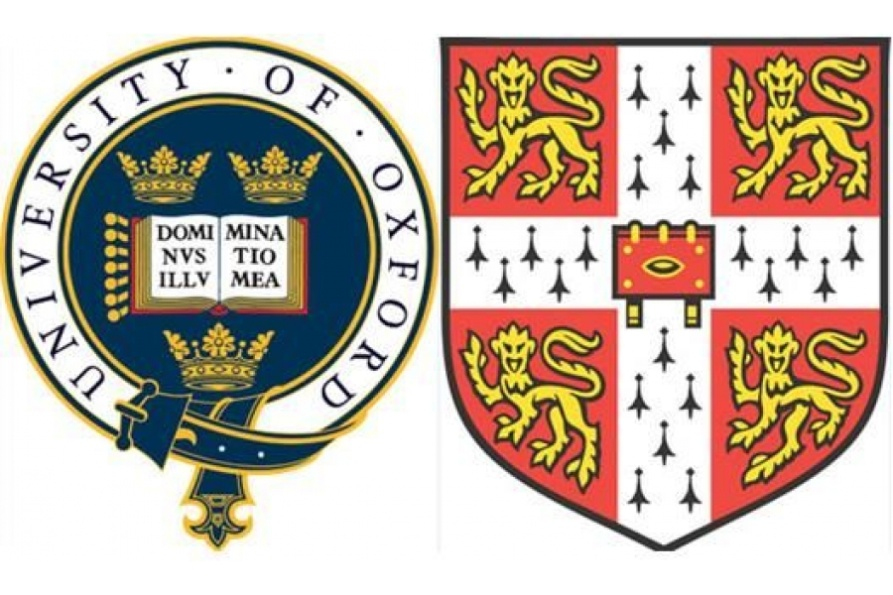 UNIVERSITY · OF · OXFORD
DOMI
NVS
ILLV
MINA
TIO
MEA